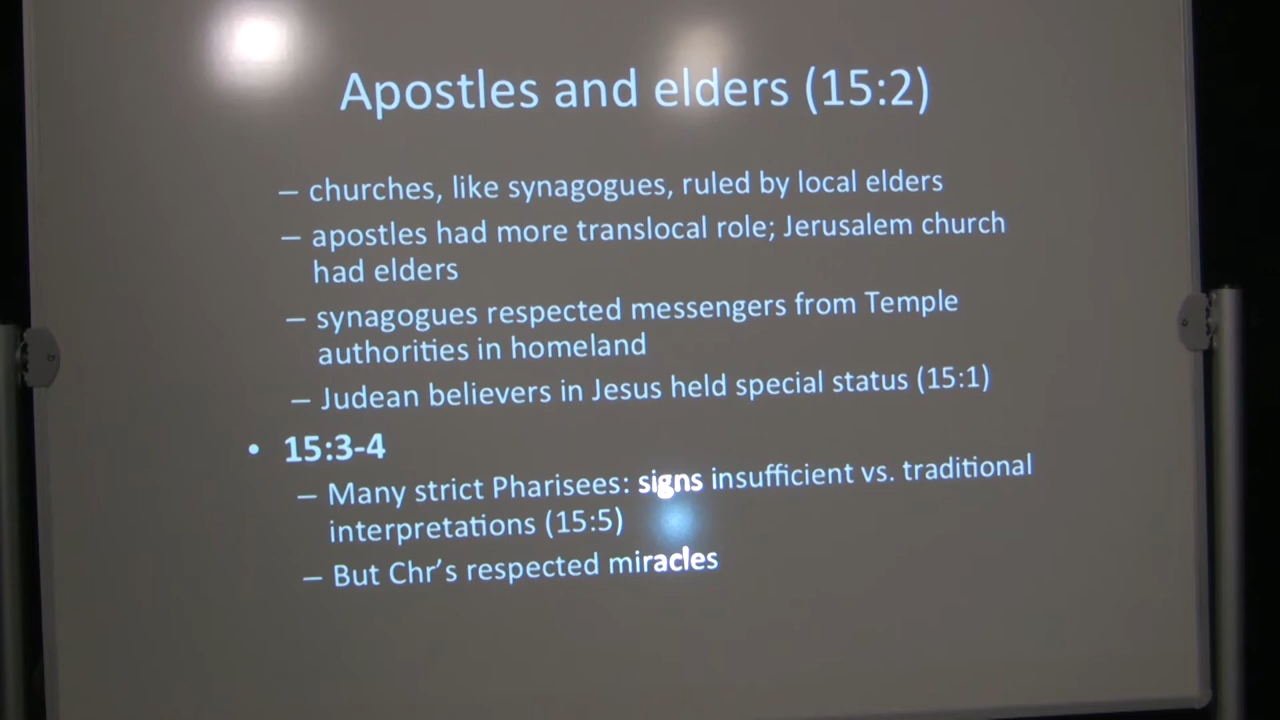 Apostles and elders (15:2)
– churches, like synagogues, ruled by local elders
– apostles had more translocal role; Jerusalem church
had elders
– synagogues respected messengers from Temple
authorities in homeland
– Judean believers in Jesus held special status (15:1)
• 15:3-4
– Many strict Pharisees: signs insufficient vs. traditional
interpretations (15:5)
– But Chr’s respected miracles